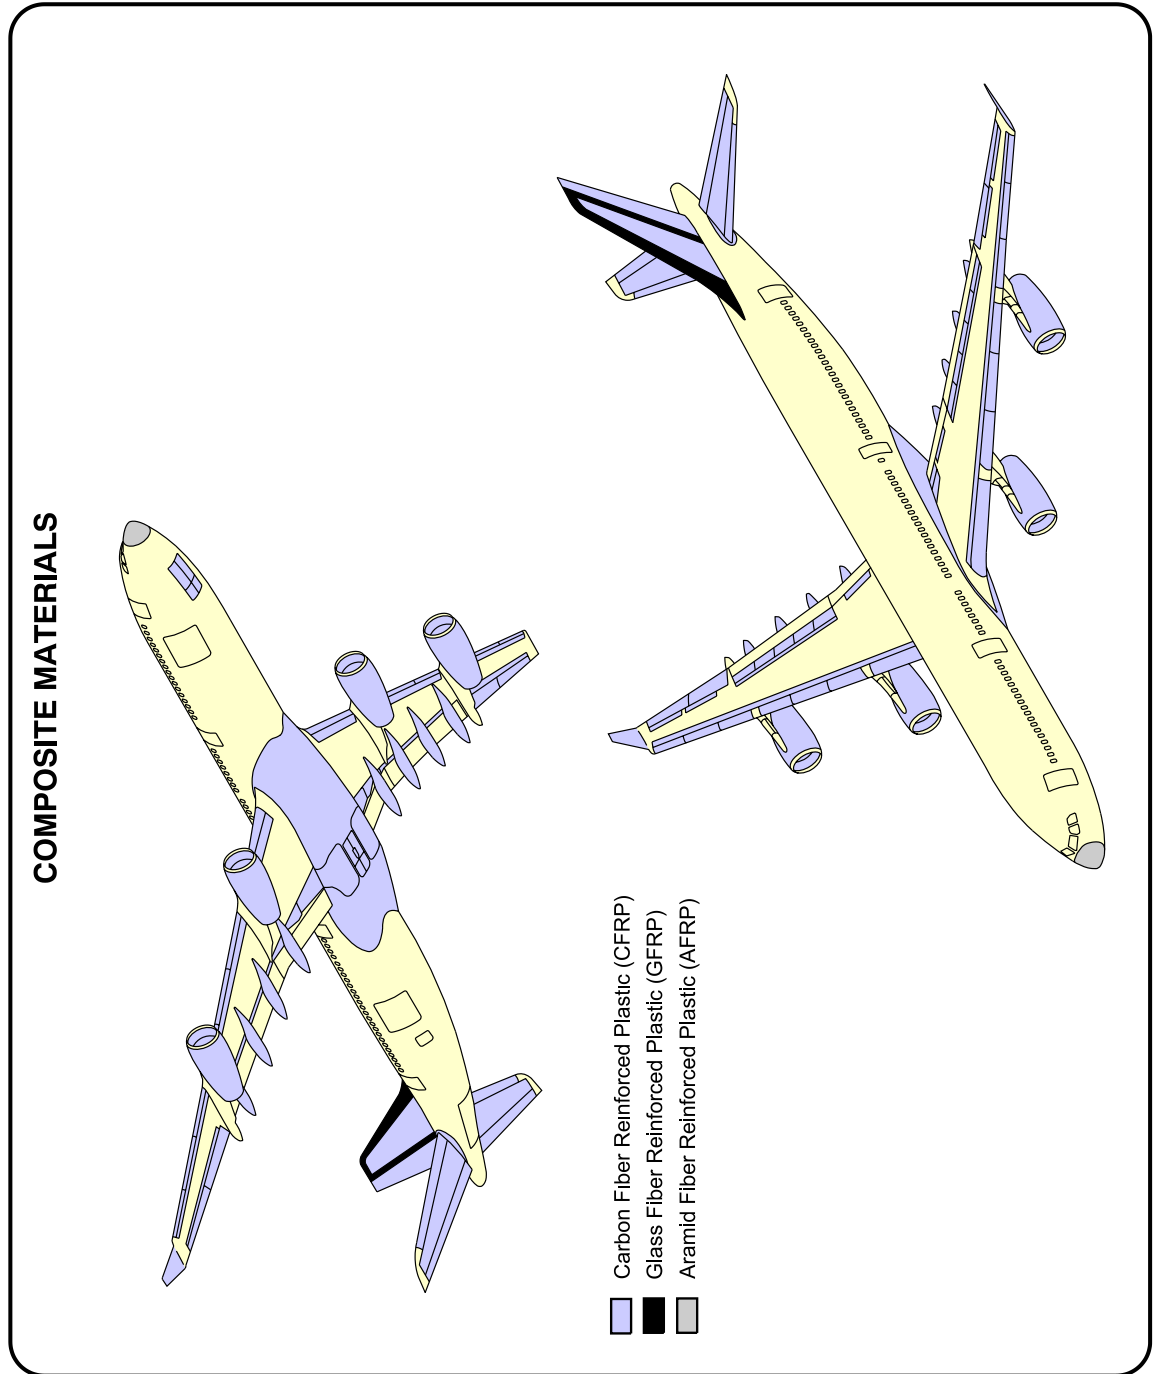 COMPOSITE MATERIALS
Carbon Fiber Reinforced Plastic (CFRP)
Glass Fiber Reinforced Plastic (GFRP)
Aramid Fiber Reinforced Plastic (AFRP)